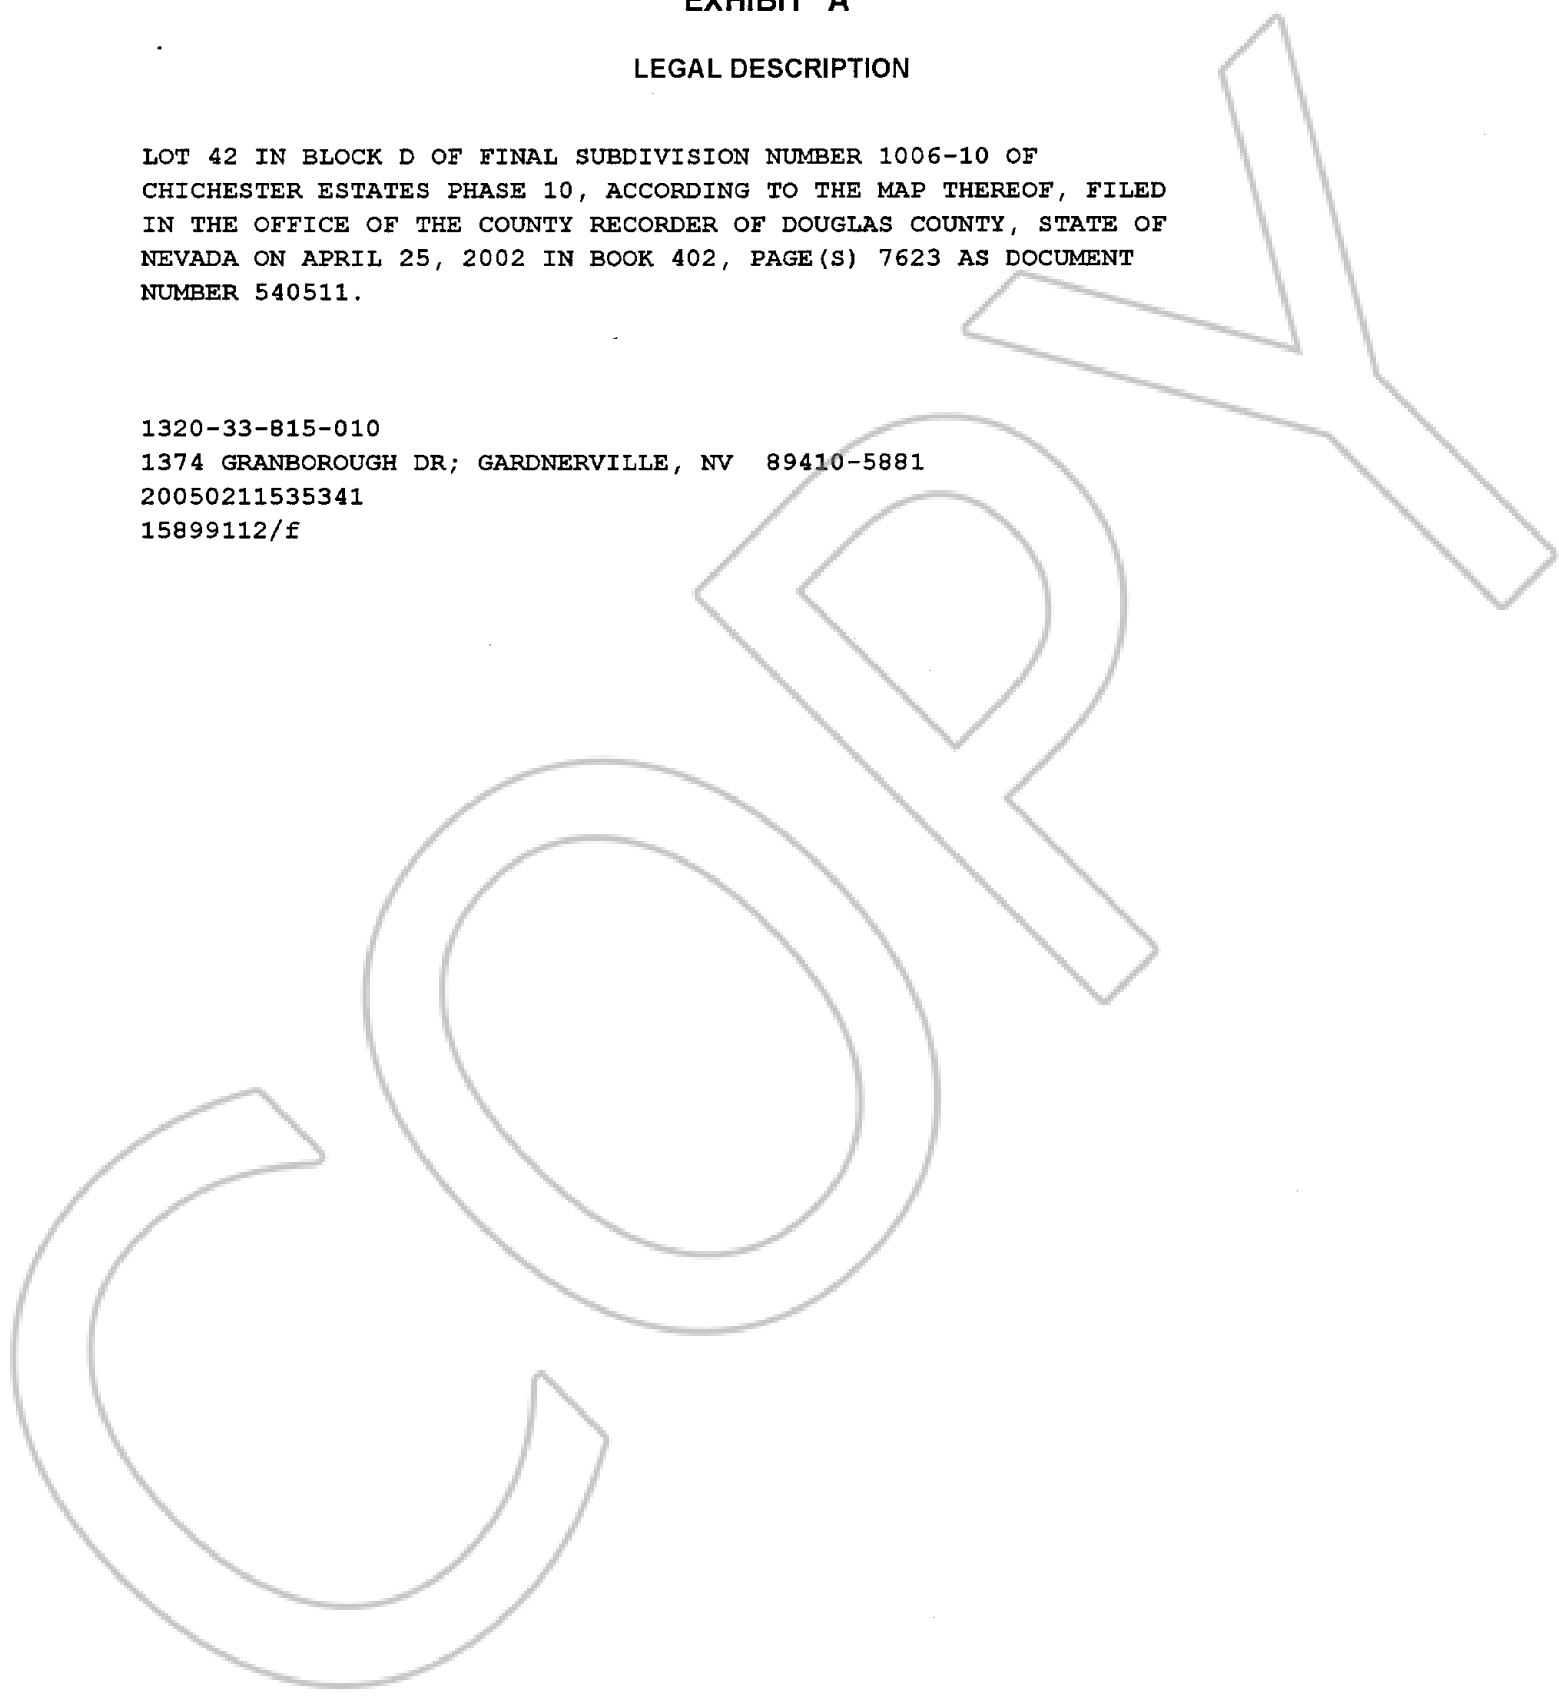 EXHIBIT A
LEGAL DESCRIPTION
LOT 42 IN BLOCK D OF FINAL SUBDIVISION NUMBER 1006-10 OF
CHICHESTER ESTATES PHASE 10, ACCORDING TO THE MAP THEREOF, FILED
IN THE OFFICE OF THE COUNTY RECORDER OF DOUGLAS COUNTY, STATE OF
NEVADA ON APRIL 25, 2002 IN BOOK 402, PAGE(S) 7623 AS DOCUMENT
NUMBER 540511.
1320-33-815-010
1374 GRANBOROUGH DR; GARDNERVILLE, NV  89410-5881
20050211535341
15899112/f
COPY